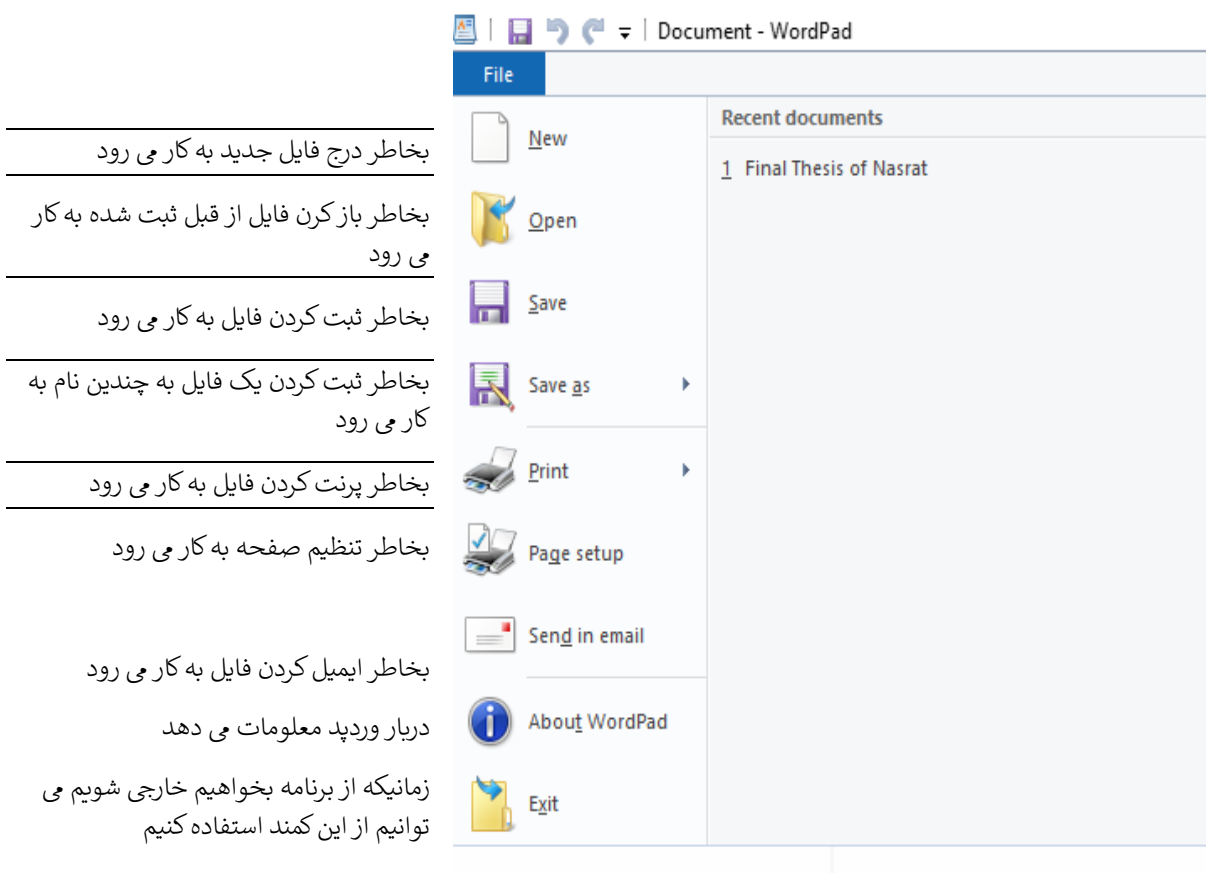 Document - WordPad
File
Recent documents
1 Final Thesis of Nasrat
New
Open
Save
Save as
Print
Page setup
Send in email
About WordPad
Exit
بخاطر درج فایل جدید به کار می رود
بخاطر باز کرن فایل از قبل ثبت شده به کار
می رود
بخاطر ثبت کردن فایل به کار می رود
بخاطر ثبت کردن یک فایل به چندین نام به
کار می رود
بخاطر پرنت کردن فایل به کار می رود
بخاطر تنظیم صفحه به کار می رود
بخاطر ایمیل کردن فایل به کار می رود
دربار وردپد معلومات می دهد
زمانیکه از برنامه بخواهیم خارجی شویم می
توانیم از این کمند استفاده کنیم